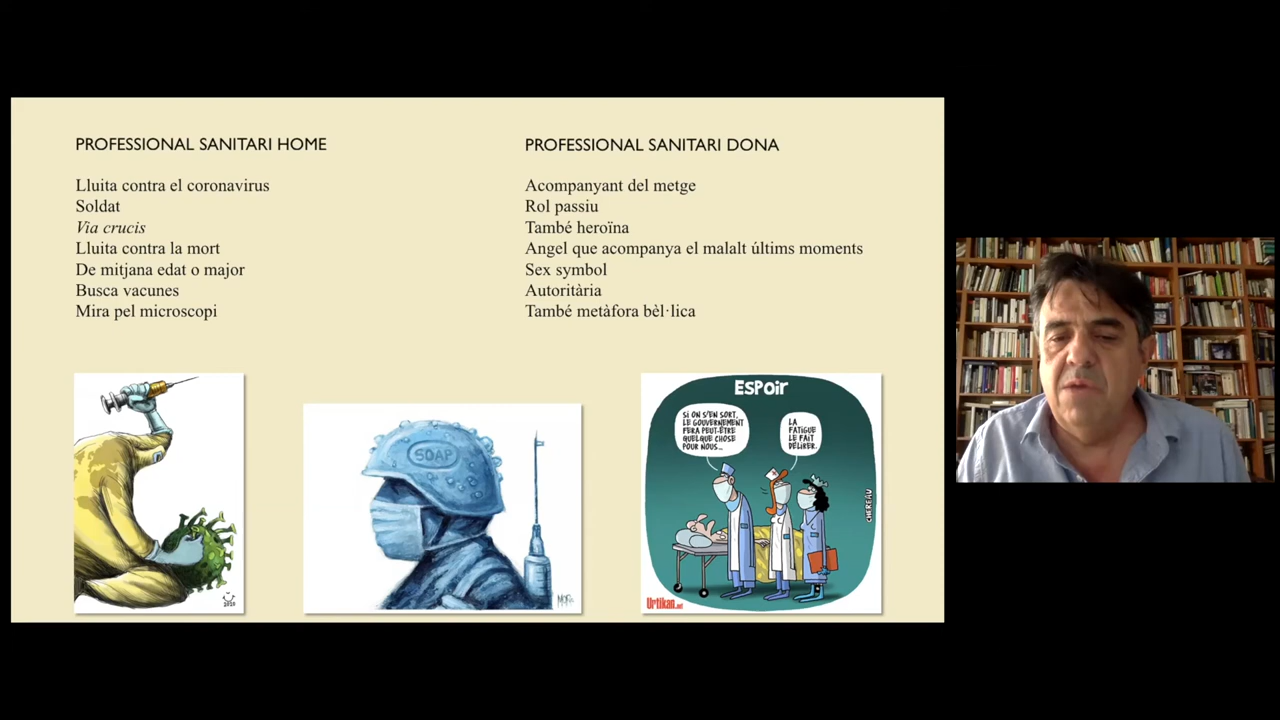 PROFESSIONAL SANITARI HOME
Lluita contra el coronavirus
Soldat
Via crucis
Lluita contra la mort
De mitjana edat o major
Busca vacunes
Mira pel microscopi
PROFESSIONAL SANITARI DONA
Acompanyant del metge
Rol passiu
També heroïna
Angel que acompanya el malalt últims moments
Sex symbol
Autoritària
També metàfora bèl·lica
2020
SOAP
ESPOIR
SI ON S'EN SORT,
LE GOUVERNEMENT
FERA PEUT-ÊTRE
QUELQUE CHOSE
POUR NOUS...
LA
FATIGUE
LE FAIT
DÉLIRER.
CHEREAU
Urtikan.net